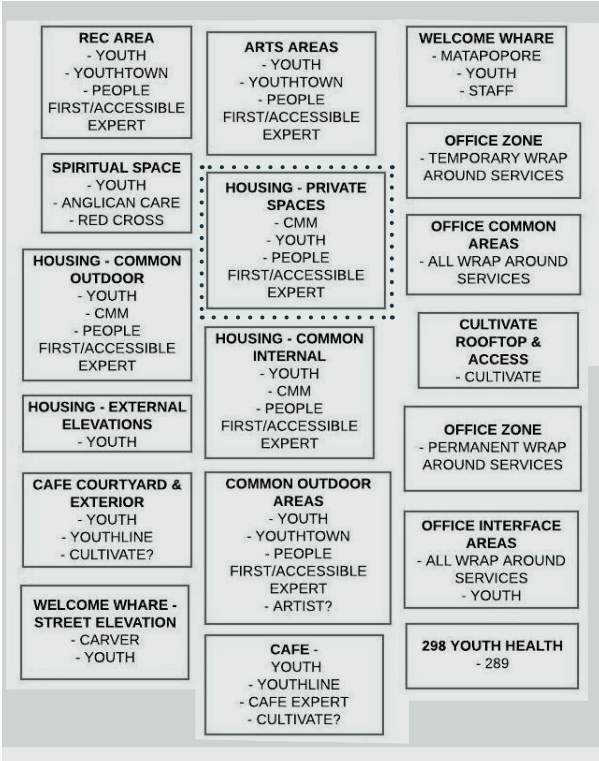 REC AREA
- YOUTH
- YOUTHTOWN
- PEOPLE
FIRST/ACCESSIBLE
EXPERT
SPIRITUAL SPACE
- YOUTH
- ANGLICAN CARE
- RED CROSS
HOUSING - COMMON
OUTDOOR
- YOUTH
- CMM
- PEOPLE
FIRST/ACCESSIBLE
EXPERT
HOUSING - EXTERNAL
ELEVATIONS
- YOUTH
CAFE COURTYARD &
EXTERIOR
- YOUTH
- YOUTHLINE
- CULTIVATE?
WELCOME WHARE -
STREET ELEVATION
- CARVER
- YOUTH
ARTS AREAS
- YOUTH
- YOUTHTOWN
- PEOPLE
FIRST/ACCESSIBLE
EXPERT
HOUSING - PRIVATE
SPACES
- CMM
- YOUTH
- PEOPLE
FIRST/ACCESSIBLE
EXPERT
HOUSING - COMMON
INTERNAL
- YOUTH
- CMM
- PEOPLE
FIRST/ACCESSIBLE
EXPERT
COMMON OUTDOOR
AREAS
- YOUTH
- YOUTHTOWN
- PEOPLE
FIRST/ACCESSIBLE
EXPERT
- ARTIST?
CAFE -
YOUTH
- YOUTHLINE
- CAFE EXPERT
- CULTIVATE?
WELCOME WHARE
- MATAPOPORE
- YOUTH
- STAFF
OFFICE ZONE
- TEMPORARY WRAP
AROUND SERVICES
OFFICE COMMON
AREAS
- ALL WRAP AROUND
SERVICES
CULTIVATE
ROOFTOP &
ACCESS
- CULTIVATE
OFFICE ZONE
- PERMANENT WRAP
AROUND SERVICES
OFFICE INTERFACE
AREAS
- ALL WRAP AROUND
SERVICES
- YOUTH
298 YOUTH HEALTH
- 289